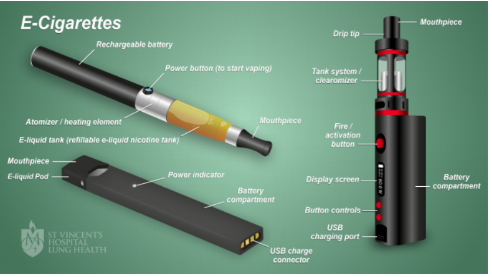 E-Cigarettes
Rechargeable battery
Power button (to start vaping)
Atomizer / heating element
E-liquid tank (refillable e-liquid nicotine tank)
Mouthpiece
Mouthpiece
E-liquid Pod
Power indicator
Battery
compartment
USB charge
connector
Mouthpiece
Drip tip
Tank system /
clearomizer
Fire /
activation
button
Display screen
Battery
compartment
Button controls
USB
charging port
ST VINCENT'S
HOSPITAL
LUNG HEALTH